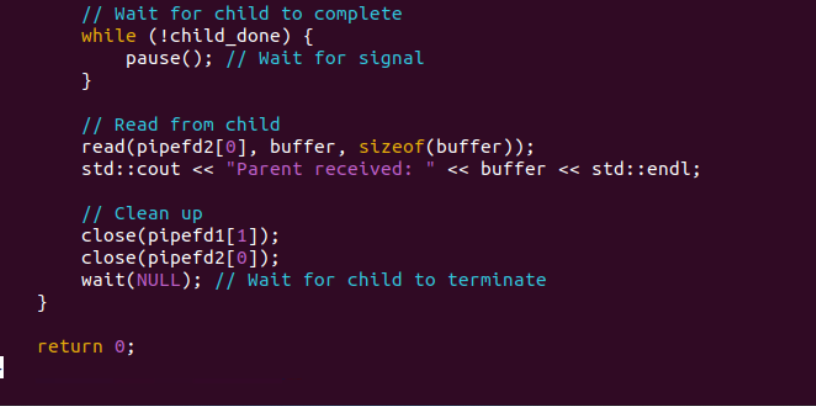 // Wait for child to complete
while (!child_done) {
pause(); // Wait for signal
}
// Read from child
read(pipefd2[0], buffer, sizeof(buffer));
std::cout << "Parent received: " << buffer << std::endl;
// Clean up
close(pipefd1[1]);
close(pipefd2[0]);
wait(NULL); // Wait for child to terminate
}
return 0;